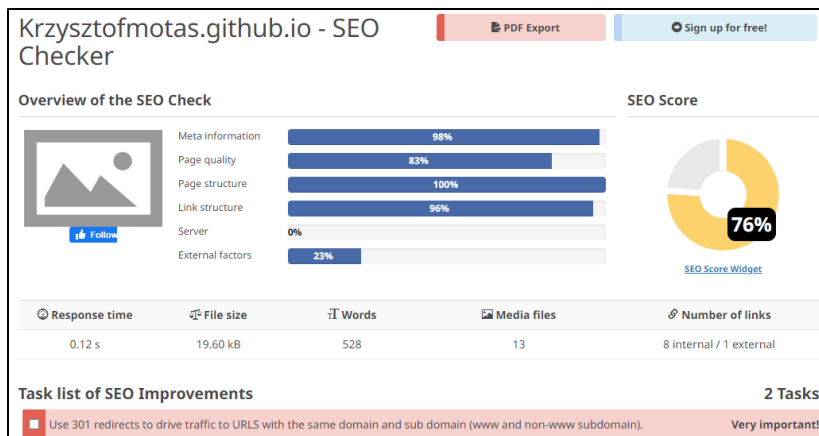 Krzysztofmotas.github.io - SEO
Checker
PDF Export
Sign up for free!
Overview of the SEO Check
SEO Score
Meta information 98%
Page quality 83%
Page structure 100%
Link structure 96%
Server 0%
External factors 23%
Follow
76%
SEO Score Widget
Response time File size Words Media files Number of links
0.12 s 19.60 kB 528 13 8 internal / 1 external
Task list of SEO Improvements 2 Tasks
Use 301 redirects to drive traffic to URLS with the same domain and sub domain (www and non-www subdomain). Very important!